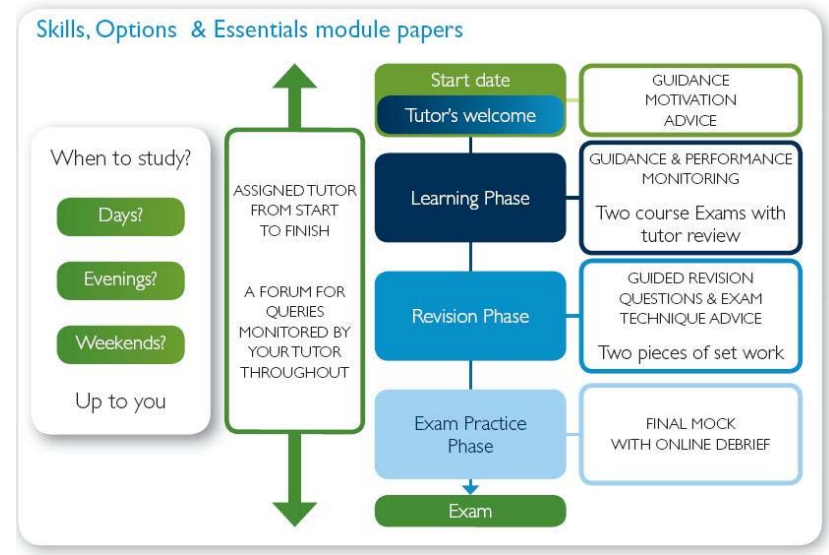 Skills, Options & Essentials module papers
When to study?
Days?
Evenings?
Weekends?
Up to you
ASSIGNED TUTOR
FROM START
TO FINISH
A FORUM FOR
QUERIES
MONITORED BY
YOUR TUTOR
THROUGHOUT
Start date
Tutor's welcome
GUIDANCE
MOTIVATION
ADVICE
Learning Phase
GUIDANCE & PERFORMANCE
MONITORING
Two course Exams with
tutor review
Revision Phase
GUIDED REVISION
QUESTIONS & EXAM
TECHNIQUE ADVICE
Two pieces of set work
Exam Practice
Phase
FINAL MOCK
WITH ONLINE DEBRIEF
Exam